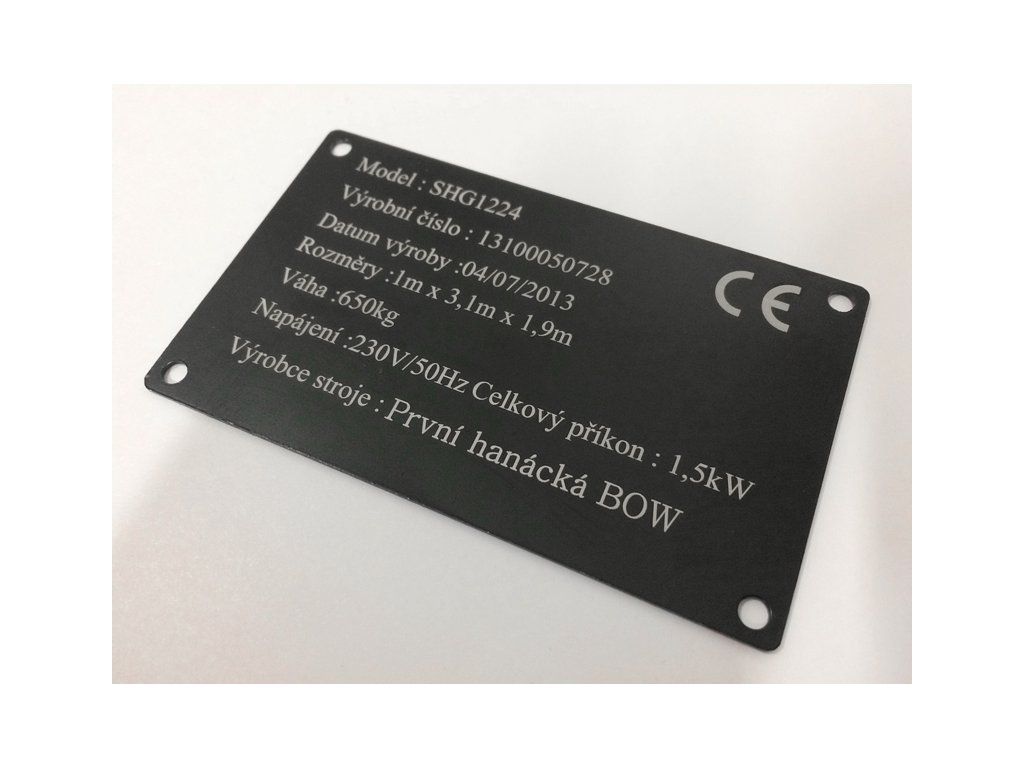 Model : SHG1224
Výrobní číslo : 13100050728
Datum výroby :04/07/2013
Rozměry :1m x 3,1m x 1,9m
Váha :650kg
Napájení :230V/50Hz Celkový příkon : 1,5kW
Výrobce stroje : První hanácká BOW
CE